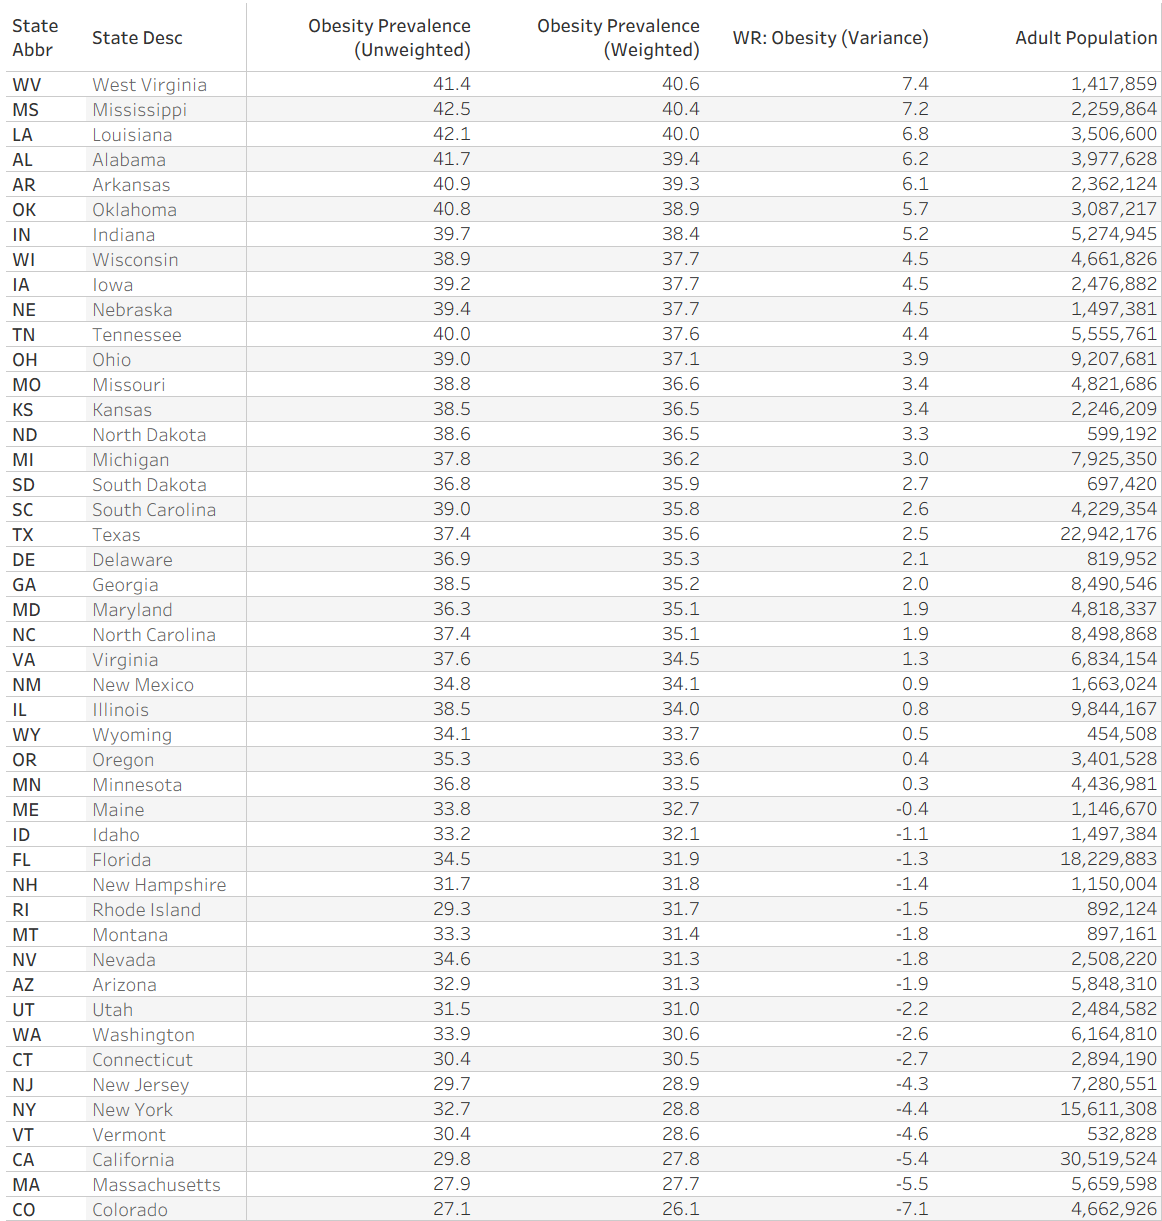 State Abbr State Desc Obesity Prevalence (Unweighted) Obesity Prevalence (Weighted) WR: Obesity (Variance) Adult Population
WV West Virginia 41.4 40.6 7.4 1,417,859
MS Mississippi 42.5 40.4 7.2 2,259,864
LA Louisiana 42.1 40.0 6.8 3,506,600
AL Alabama 41.7 39.4 6.2 3,977,628
AR Arkansas 40.9 39.3 6.1 2,362,124
OK Oklahoma 40.8 38.9 5.7 3,087,217
IN Indiana 39.7 38.4 5.2 5,274,945
WI Wisconsin 38.9 37.7 4.5 4,661,826
IA Iowa 39.2 37.7 4.5 2,476,882
NE Nebraska 39.4 37.7 4.5 1,497,381
TN Tennessee 40.0 37.6 4.4 5,555,761
OH Ohio 39.0 37.1 3.9 9,207,681
MO Missouri 38.8 36.6 3.4 4,821,686
KS Kansas 38.5 36.5 3.4 2,246,209
ND North Dakota 38.6 36.5 3.3 599,192
MI Michigan 37.8 36.2 3.0 7,925,350
SD South Dakota 36.8 35.9 2.7 697,420
SC South Carolina 39.0 35.8 2.6 4,229,354
TX Texas 37.4 35.6 2.5 22,942,176
DE Delaware 36.9 35.3 2.1 819,952
GA Georgia 38.5 35.2 2.0 8,490,546
MD Maryland 36.3 35.1 1.9 4,818,337
NC North Carolina 37.4 35.1 1.9 8,498,868
VA Virginia 37.6 34.5 1.3 6,834,154
NM New Mexico 34.8 34.1 0.9 1,663,024
IL Illinois 38.5 34.0 0.8 9,844,167
WY Wyoming 34.1 33.7 0.5 454,508
OR Oregon 35.3 33.6 0.4 3,401,528
MN Minnesota 36.8 33.5 0.3 4,436,981
ME Maine 33.8 32.7 -0.4 1,146,670
ID Idaho 33.2 32.1 -1.1 1,497,384
FL Florida 34.5 31.9 -1.3 18,229,883
NH New Hampshire 31.7 31.8 -1.4 1,150,004
RI Rhode Island 29.3 31.7 -1.5 892,124
MT Montana 33.3 31.4 -1.8 897,161
NV Nevada 34.6 31.3 -1.8 2,508,220
AZ Arizona 32.9 31.3 -1.9 5,848,310
UT Utah 31.5 31.0 -2.2 2,484,582
WA Washington 33.9 30.6 -2.6 6,164,810
CT Connecticut 30.4 30.5 -2.7 2,894,190
NJ New Jersey 29.7 28.9 -4.3 7,280,551
NY New York 32.7 28.8 -4.4 15,611,308
VT Vermont 30.4 28.6 -4.6 532,828
CA California 29.8 27.8 -5.4 30,519,524
MA Massachusetts 27.9 27.7 -5.5 5,659,598
CO Colorado 27.1 26.1 -7.1 4,662,926